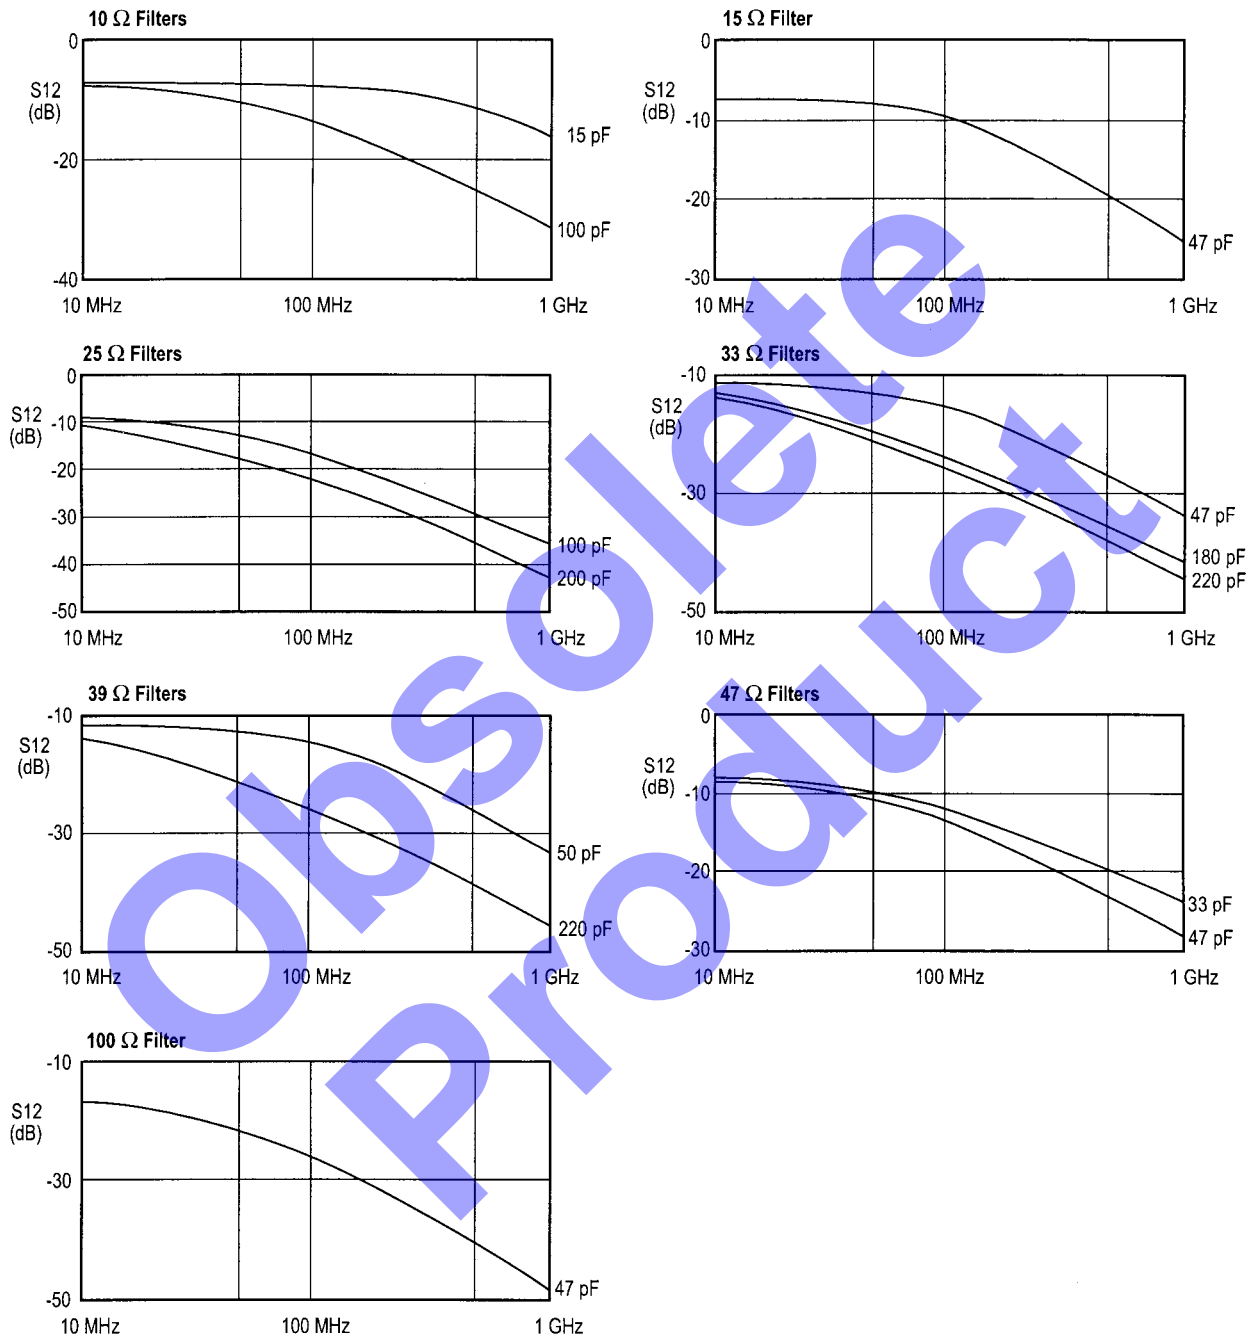 10 Ω Filters
0
S12
(dB)
-20
-40
15 pF
100 pF
10 MHz
100 MHz
1 GHz
15 Ω Filter
0
S12
(dB)
-10
-20
-30
47 pF
10 MHz
100 MHz
1 GHz
25 Ω Filters
0
S12
(dB)
-10
-20
-30
-40
-50
100 pF
200 pF
10 MHz
100 MHz
1 GHz
33 Ω Filters
-10
S12
(dB)
-30
-50
47 pF
180 pF
220 pF
10 MHz
100 MHz
1 GHz
39 Ω Filters
-10
S12
(dB)
-30
-50
50 pF
220 pF
10 MHz
100 MHz
1 GHz
47 Ω Filters
0
S12
(dB)
-10
-20
-30
33 pF
47 pF
10 MHz
100 MHz
1 GHz
100 Ω Filter
-10
S12
(dB)
-30
-50
47 pF
10 MHz
100 MHz
1 GHz
Obsolete
Product